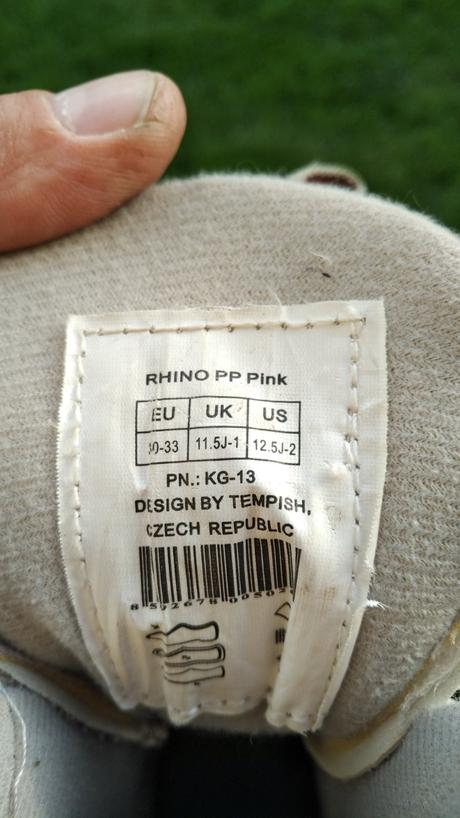 RHINO PP Pink
EU UK US
30-33 11.5J-1 12.5J-2
PN.: KG-13
DESIGN BY TEMPISH,
CZECH REPUBLIC